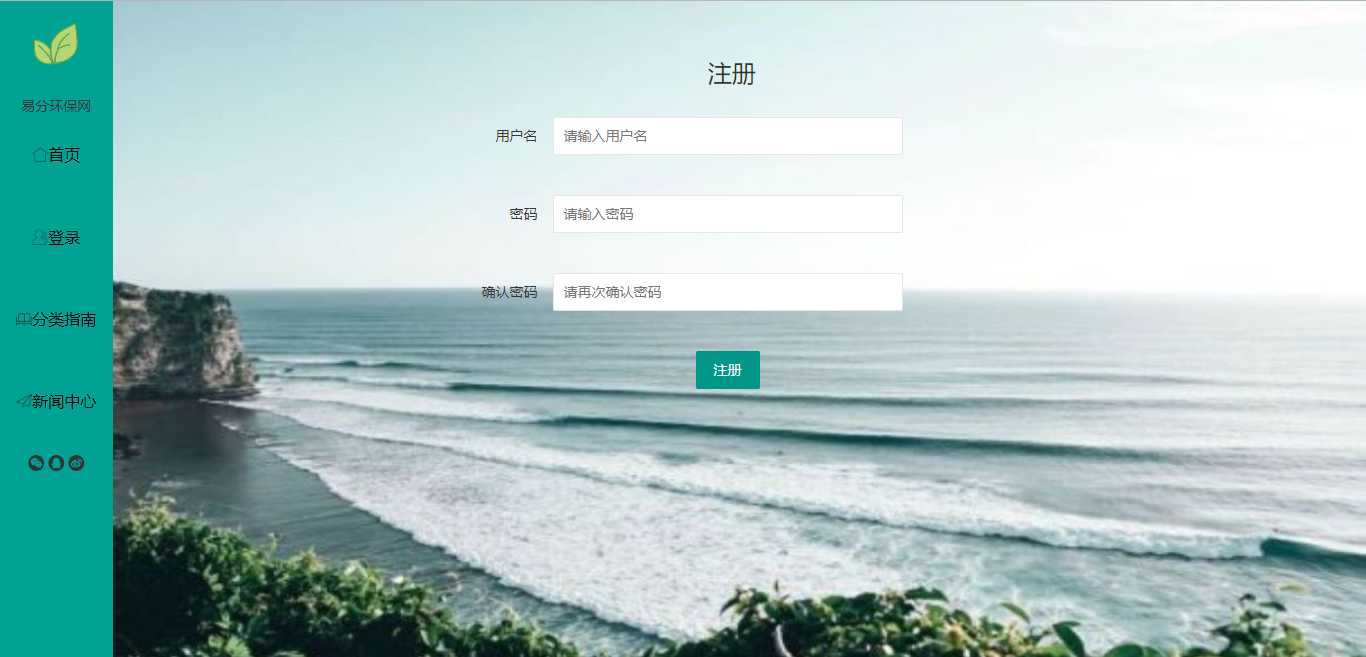 易分环保网
首页
登录
分类指南
新闻中心
注册
用户名 请输入用户名
密码 请输入密码
确认密码 请再次确认密码
注册